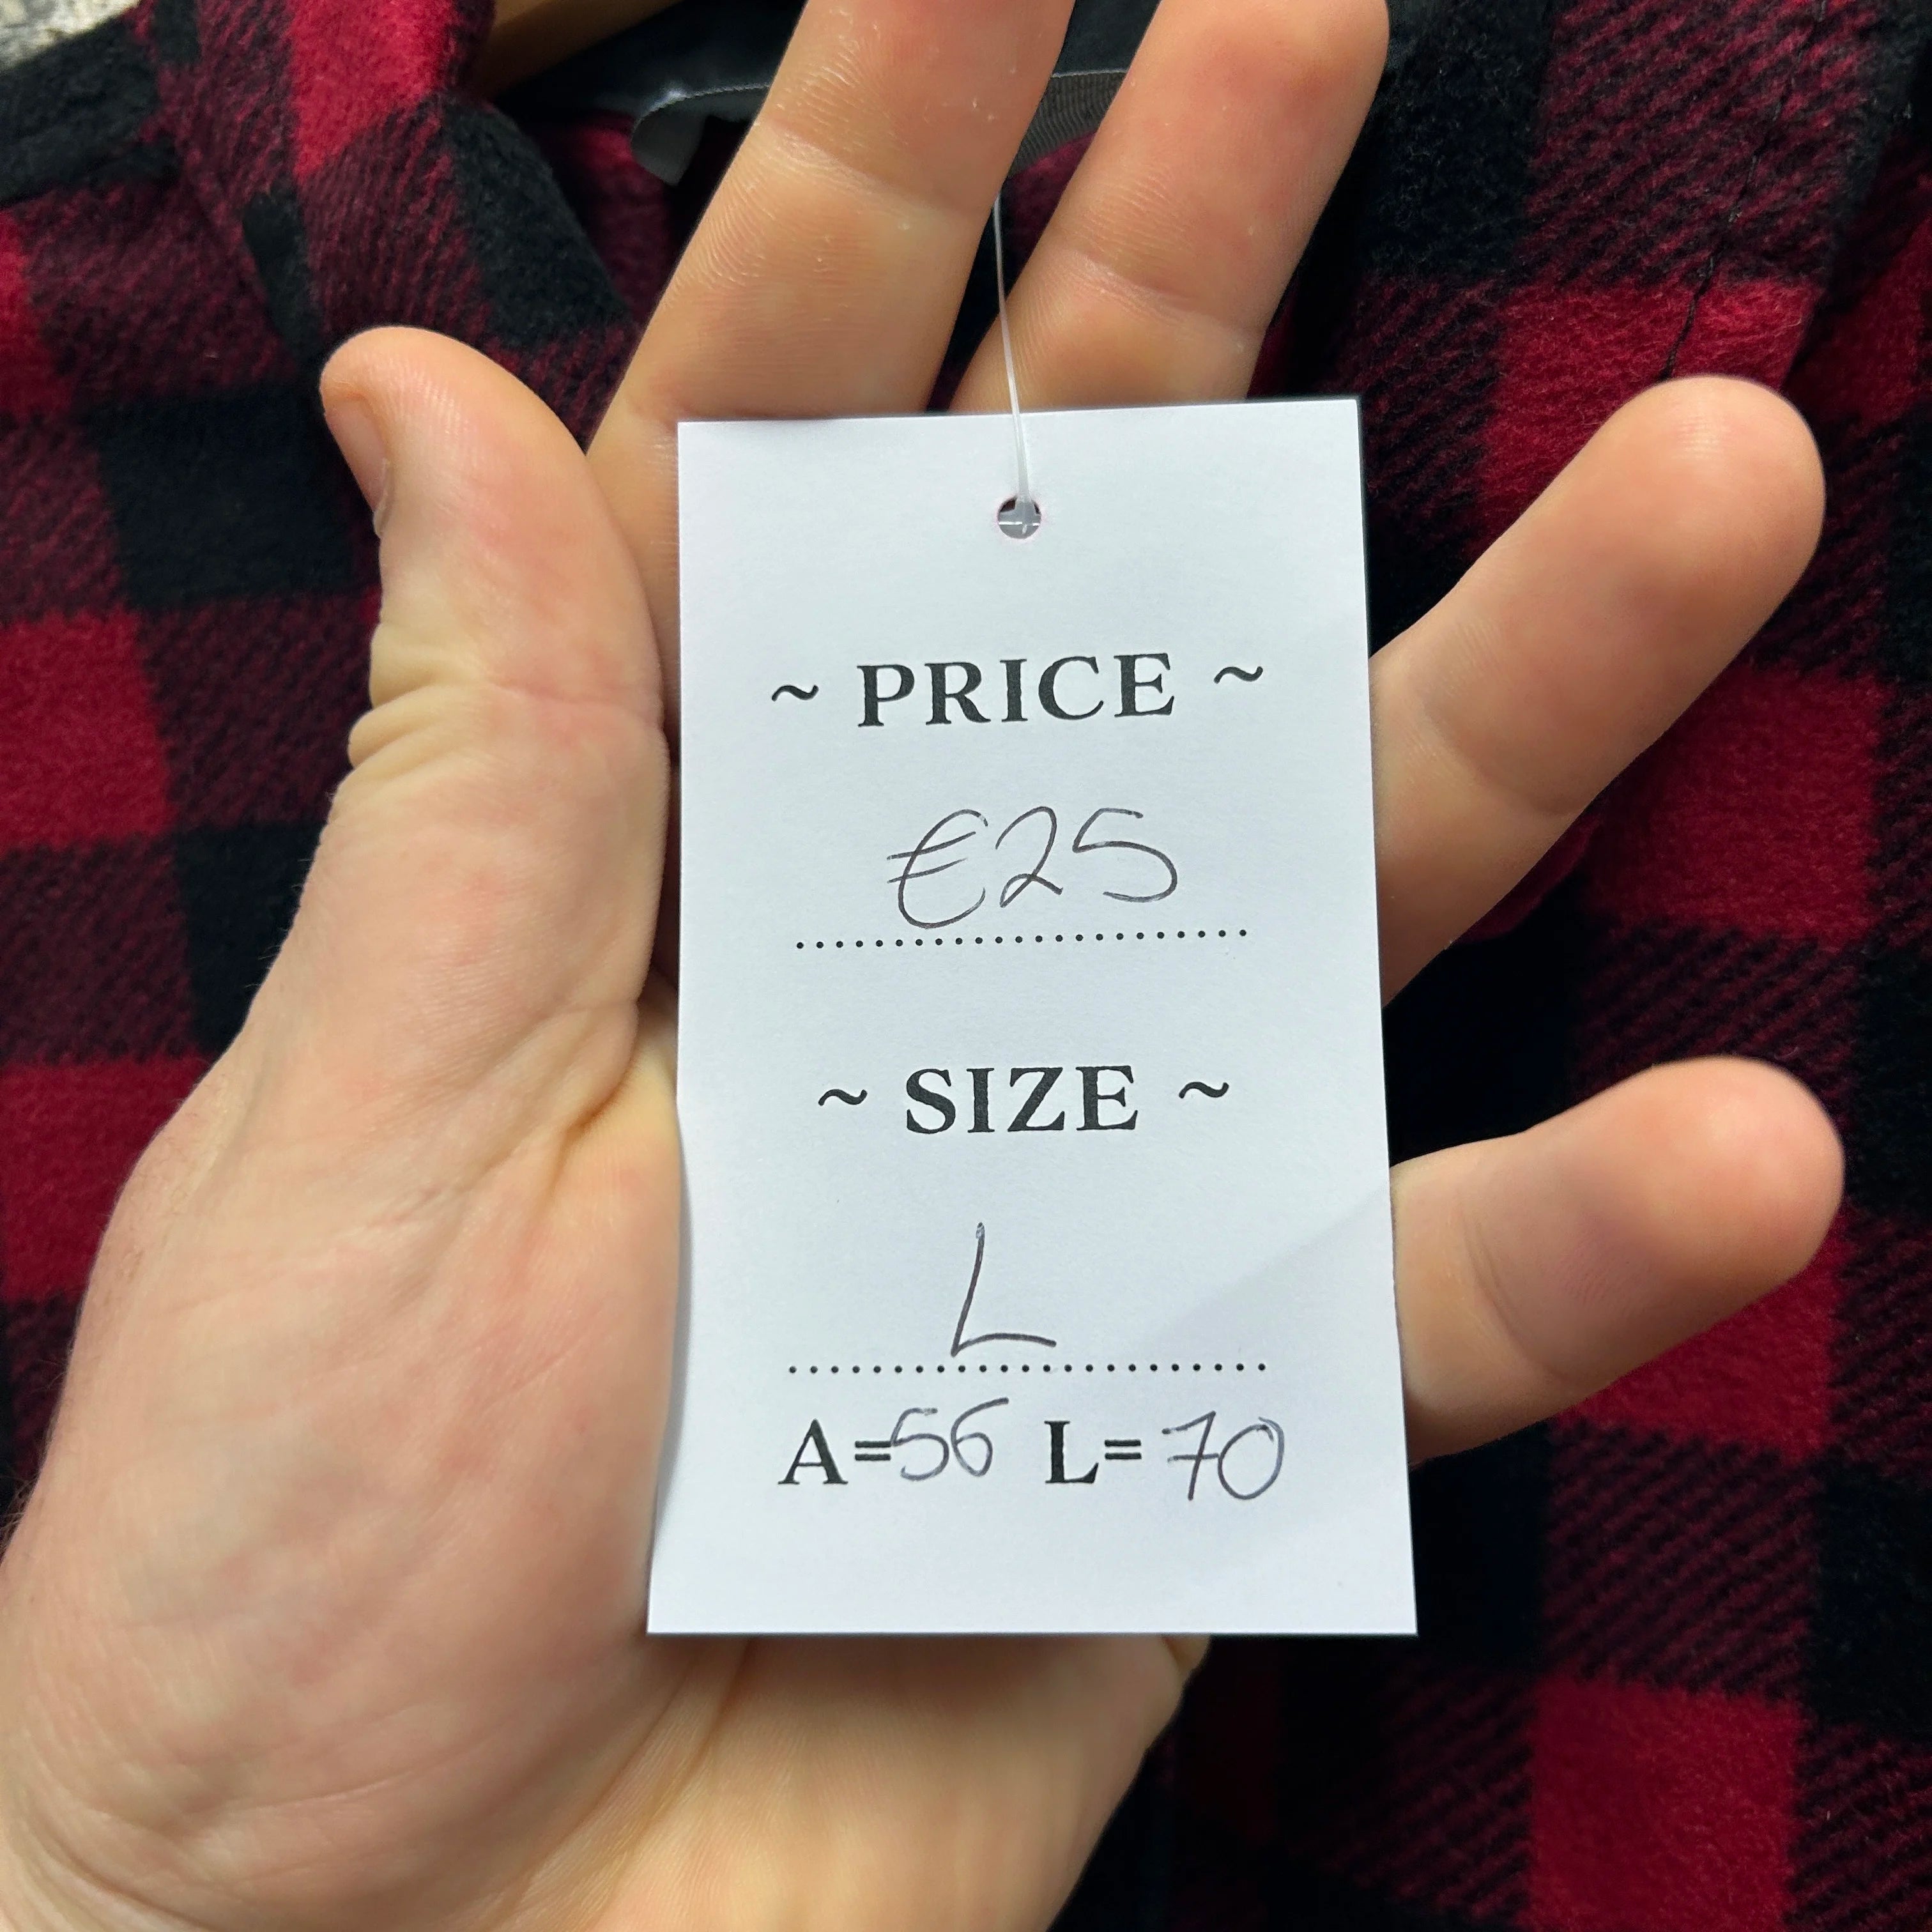 ~ PRICE ~
€25
~ SIZE ~
L
A=56 L=70